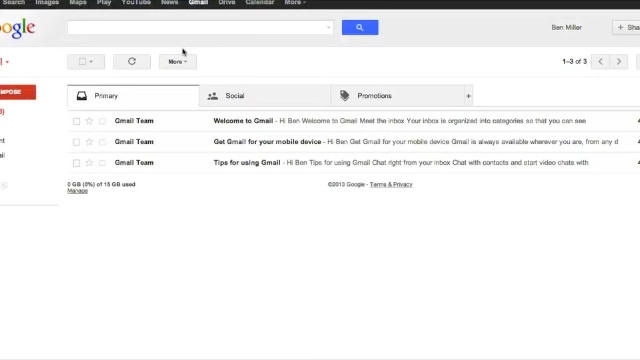 Search Images Maps Play YouTube News Gmail Drive Calendar More
Ben Miller
More
1–3 of 3
Primary
Social
Promotions
+
Gmail Team Welcome to Gmail - Hi Ben Welcome to Gmail Meet the inbox Your inbox is organized into categories so that you can see
Gmail Team Get Gmail for your mobile device - Hi Ben Get Gmail for your mobile device Gmail is always available wherever you are, from any d
Gmail Team Tips for using Gmail - Hi Ben Tips for using Gmail Chat right from your inbox Chat with contacts and start video chats with
0 GB (0%) of 15 GB used
Manage
©2013 Google - Terms & Privacy